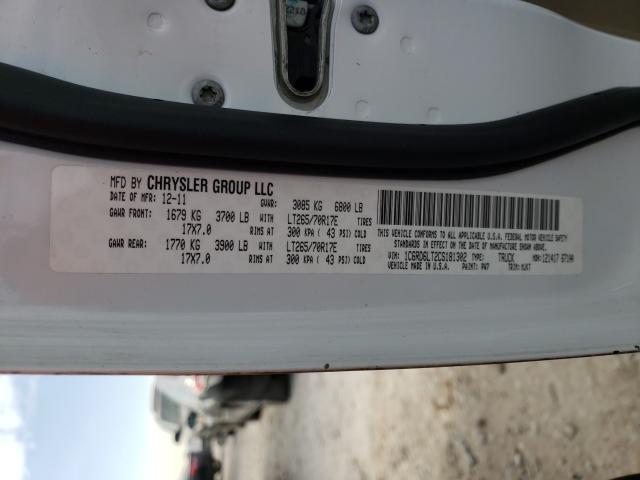 MFD BY CHRYSLER GROUP LLC
DATE OF MFR: 12-11 GVWR: 3085 KG 6800 LB
GAWR FRONT: 1679 KG 3700 LB WITH LT265/70R17E TIRES
17X7.0 RIMS AT 300 KPA ( 43 PSI) COLD
GAWR REAR: 1770 KG 3900 LB WITH LT265/70R17E TIRES
17X7.0 RIMS AT 300 KPA ( 43 PSI) COLD
THIS VEHICLE CONFORMS TO ALL APPLICABLE U.S.A. FEDERAL MOTOR VEHICLE SAFETY
STANDARDS IN EFFECT ON THE DATE OF MANUFACTURE SHOWN ABOVE.
VIN: 1C6RD6LT2CS181302 TYPE: TRUCK
VEHICLE MADE IN U.S.A. PAINT: PW7 TRIM: